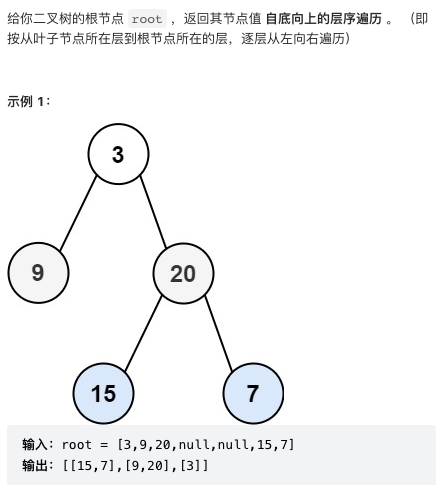 给你二叉树的根节点 root ，返回其节点值 自底向上的层序遍历 。 （即
按从叶子节点所在层到根节点所在的层，逐层从左向右遍历）
示例 1：
3
9
20
15
7
输入：root = [3,9,20,null,null,15,7]
输出：[[15,7],[9,20],[3]]